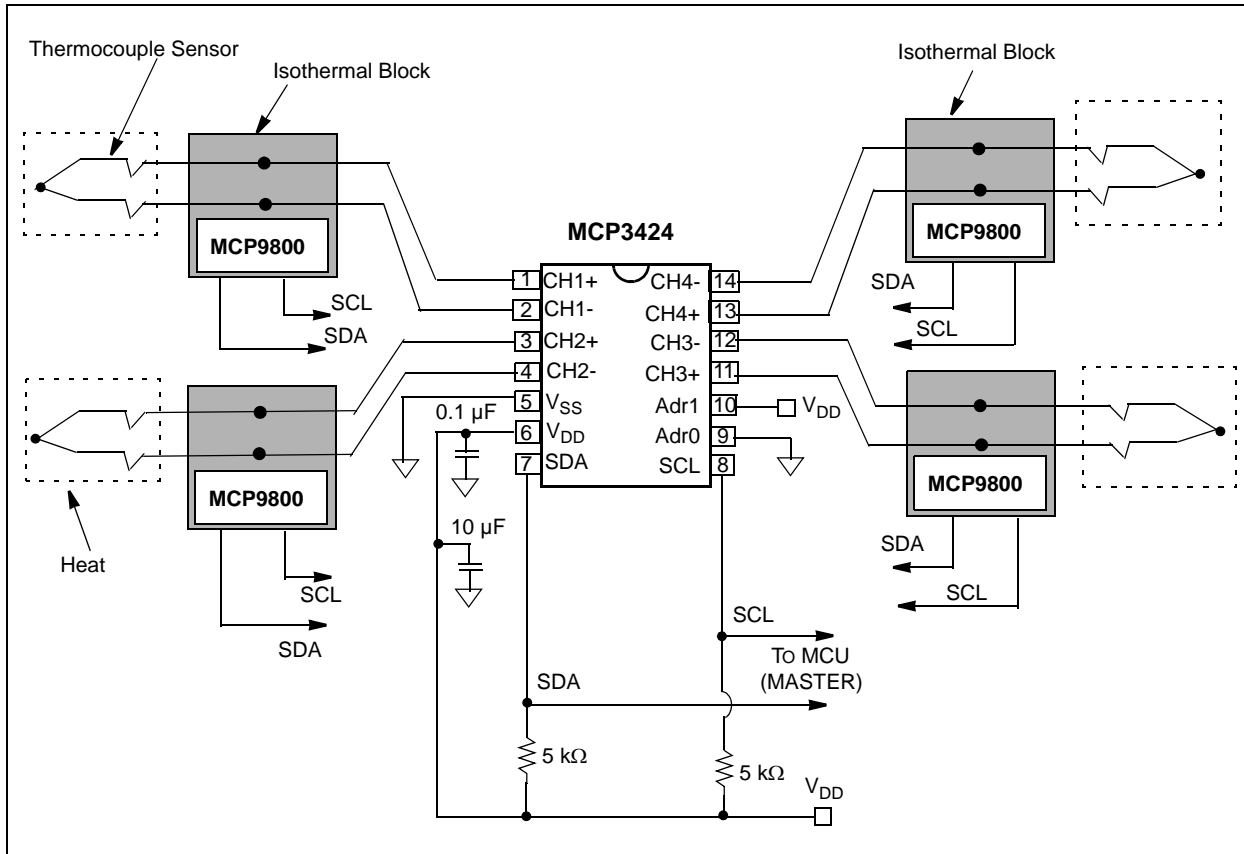 Thermocouple Sensor
Isothermal Block
Isothermal Block
MCP9800
SCL
SDA
MCP9800
SDA
SCL
MCP3424
1 CH1+
2 CH1-
3 CH2+
4 CH2-
5 VSS
6 VDD
7 SDA
CH4- 14
CH4+ 13
CH3- 12
CH3+ 11
Adr1 10
Adr0 9
SCL 8
VDD
0.1 µF
10 µF
MCP9800
SCL
SDA
Heat
MCP9800
SDA
SCL
SCL
TO MCU
(MASTER)
SDA
5 kΩ
5 kΩ
VDD